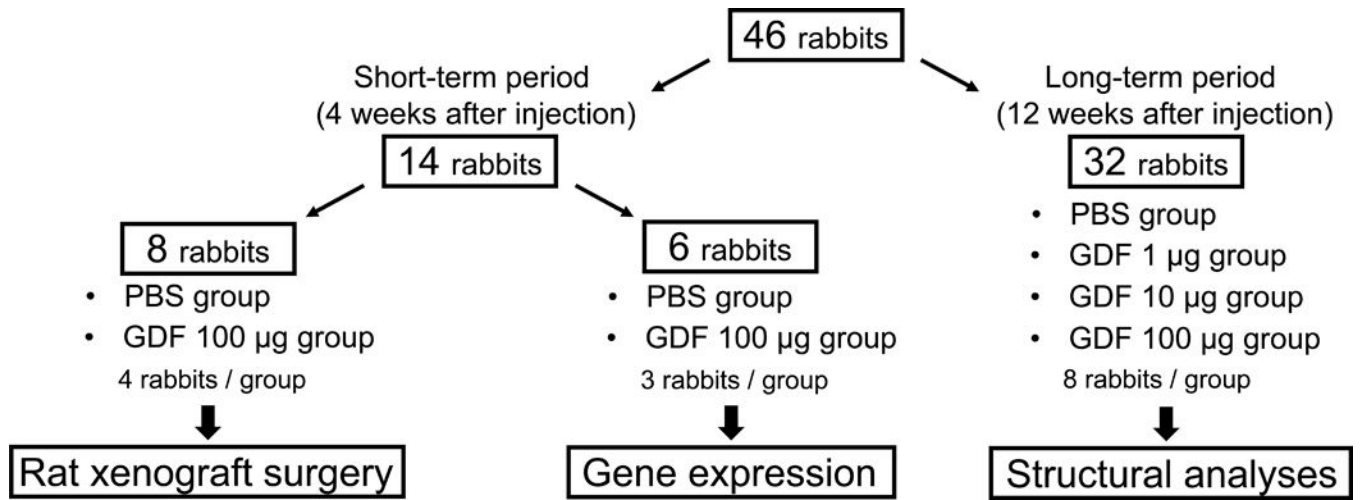 46 rabbits
Short-term period
(4 weeks after injection)
14 rabbits
8 rabbits
• PBS group
• GDF 100 µg group
4 rabbits / group
Rat xenograft surgery
6 rabbits
• PBS group
• GDF 100 µg group
3 rabbits / group
Gene expression
Long-term period
(12 weeks after injection)
32 rabbits
• PBS group
• GDF 1 µg group
• GDF 10 µg group
• GDF 100 µg group
8 rabbits / group
Structural analyses